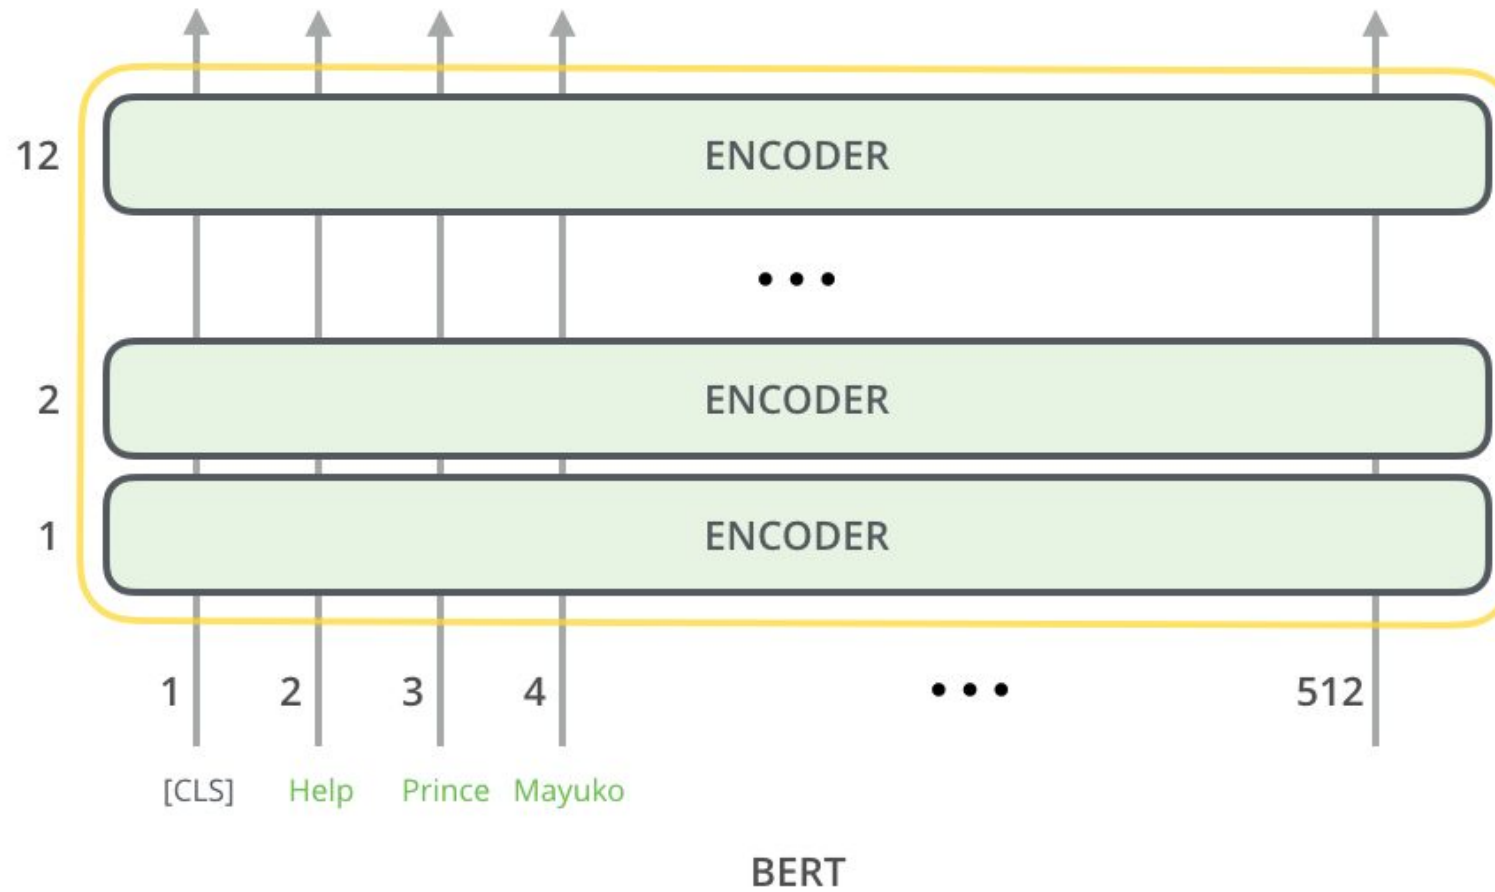 12 ENCODER
...
2 ENCODER
1 ENCODER
1 2 3 4 ... 512
[CLS] Help Prince Mayuko
BERT